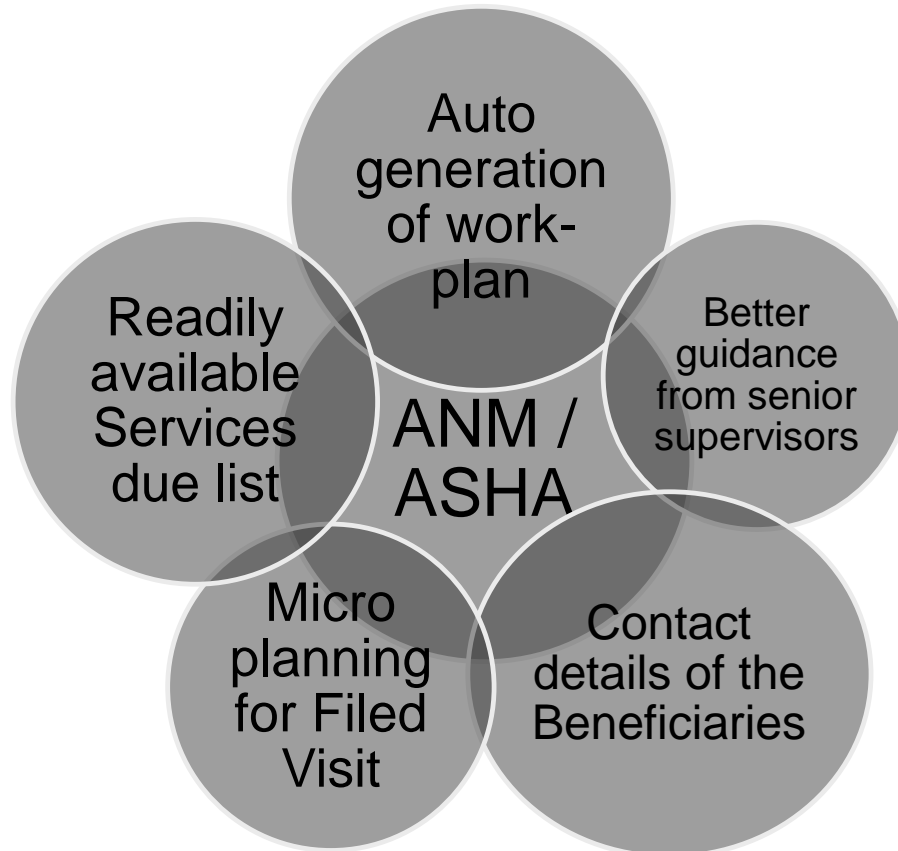 Auto
generation
of work-
plan
Better
guidance
from senior
supervisors
Contact
details of the
Beneficiaries
Micro
planning
for Filed
Visit
Readily
available
Services
due list
ANM /
ASHA